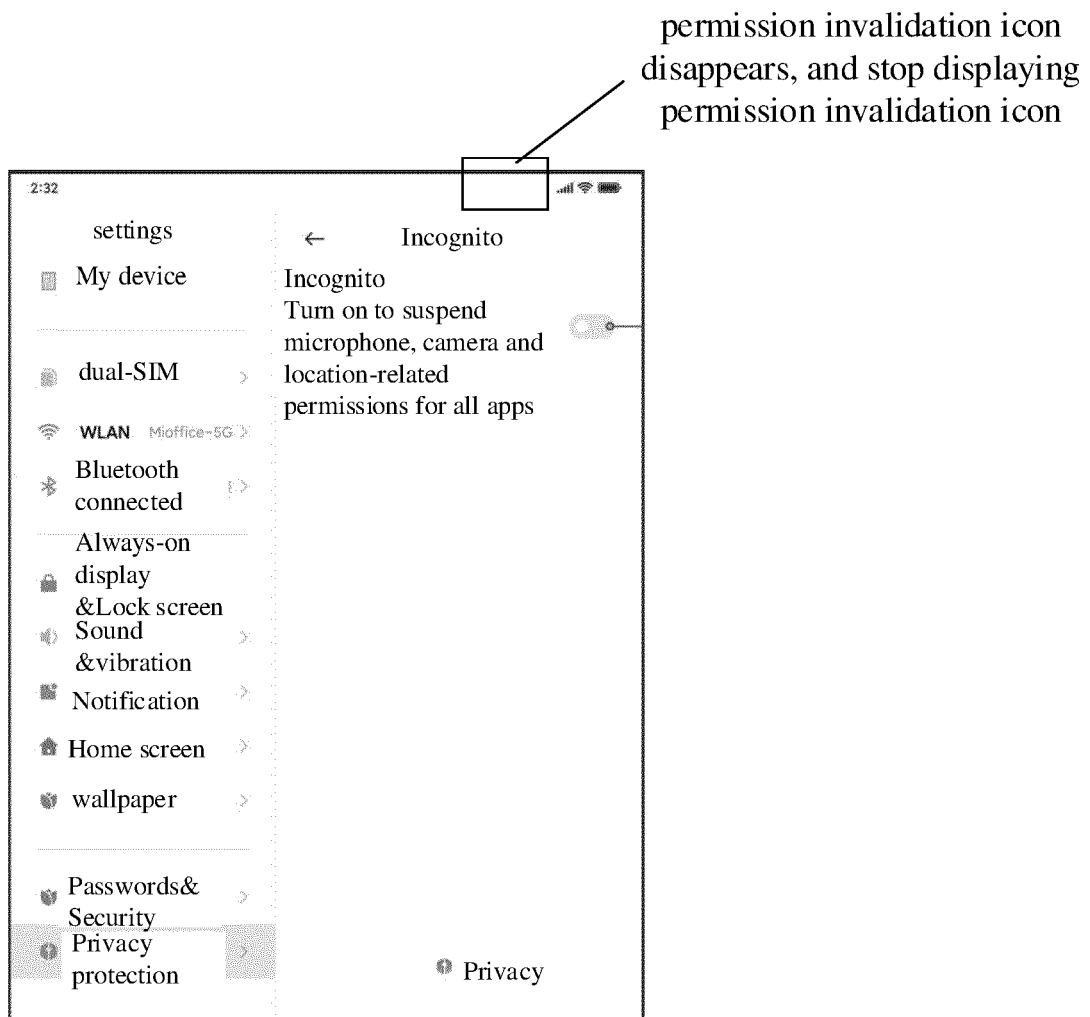 permission invalidation icon
disappears, and stop displaying
permission invalidation icon
2:32
settings
My device
dual-SIM
WLAN Mioffice-5G
Bluetooth
connected
Always-on
display
&Lock screen
Sound
&vibration
Notification
Home screen
wallpaper
Passwords&
Security
Privacy
protection
Incognito
Incognito
Turn on to suspend
microphone, camera and
location-related
permissions for all apps
Privacy